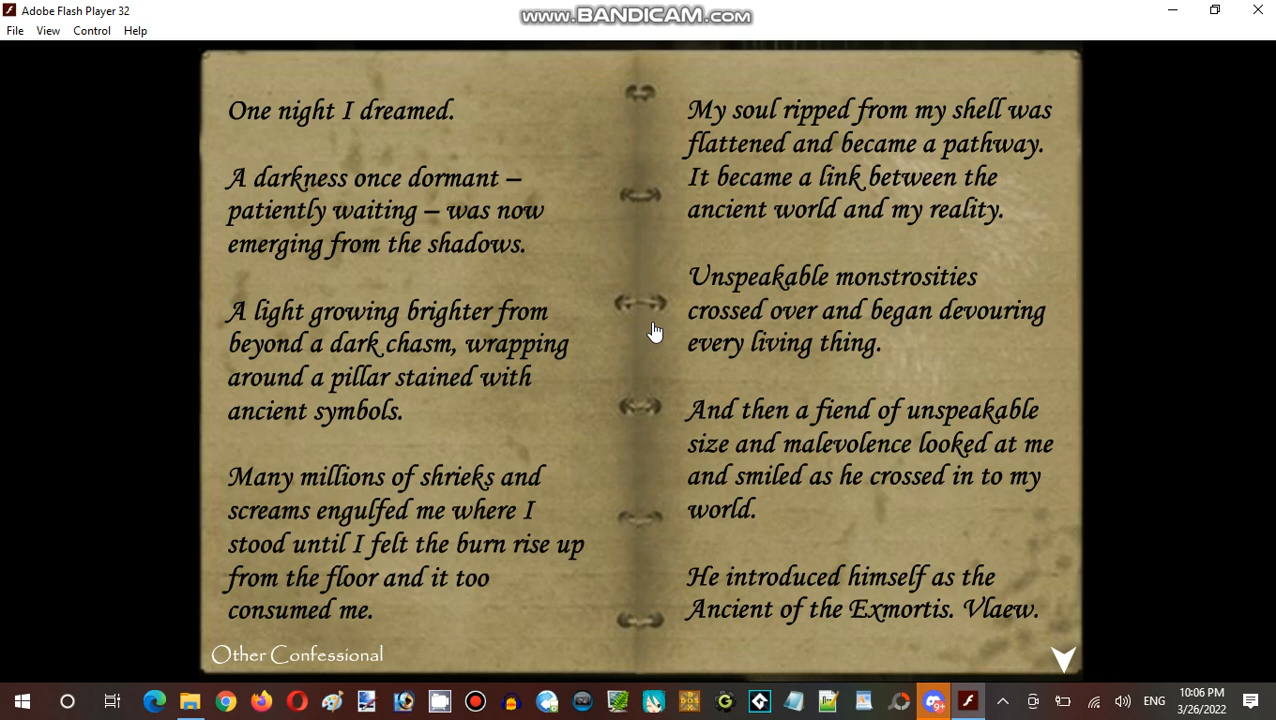 Adobe Flash Player 32
www.BANDICAM.com
File View Control Help
One night I dreamed.
A darkness once dormant –
patiently waiting – was now
emerging from the shadows.
A light growing brighter from
beyond a dark chasm, wrapping
around a pillar stained with
ancient symbols.
Many millions of shrieks and
screams engulfed me where I
stood until I felt the burn rise up
from the floor and it too
consumed me.
Other Confessional
My soul ripped from my shell was
flattened and became a pathway.
It became a link between the
ancient world and my reality.
Unspeakable monstrosities
crossed over and began devouring
every living thing.
And then a fiend of unspeakable
size and malevolence looked at me
and smiled as he crossed in to my
world.
He introduced himself as the
Ancient of the Exmortis. Vlaew.
ENG
10:06 PM
3/26/2022